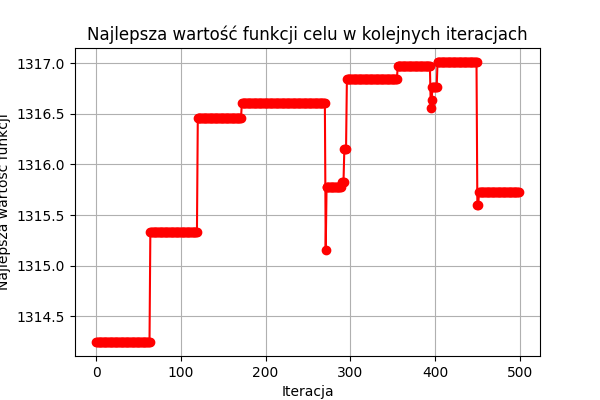 Najlepsza wartość funkcji celu w kolejnych iteracjach
Najlepsza wartość funkcji
1317.0
1316.5
1316.0
1315.5
1315.0
1314.5
0 100 200 300 400 500
Iteracja